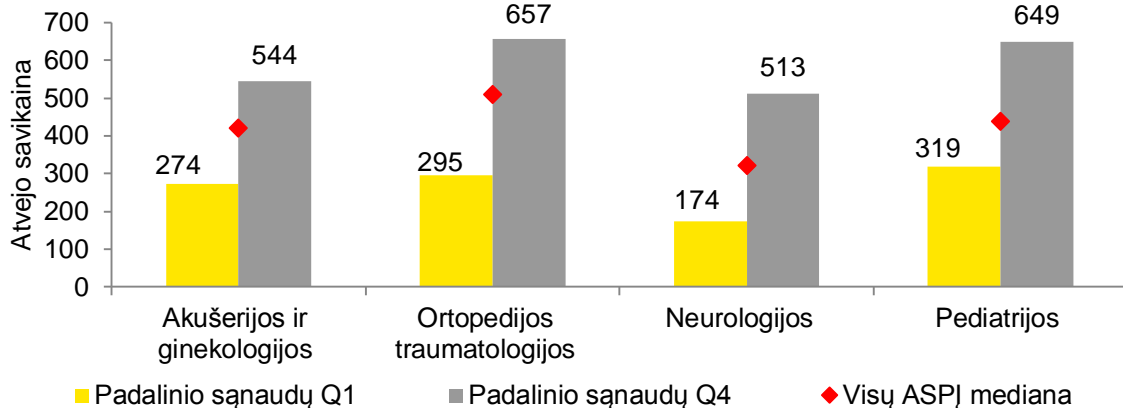 Atvejo savikaina
700
600
500
400
300
200
100
0
274
544
295
657
174
513
319
649
Akušerijos ir
ginekologijos
Ortopedijos
traumatologijos
Neurologijos
Pediatrijos
Padalinio sąnaudų Q1
Padalinio sąnaudų Q4
Visų ASPĮ mediana